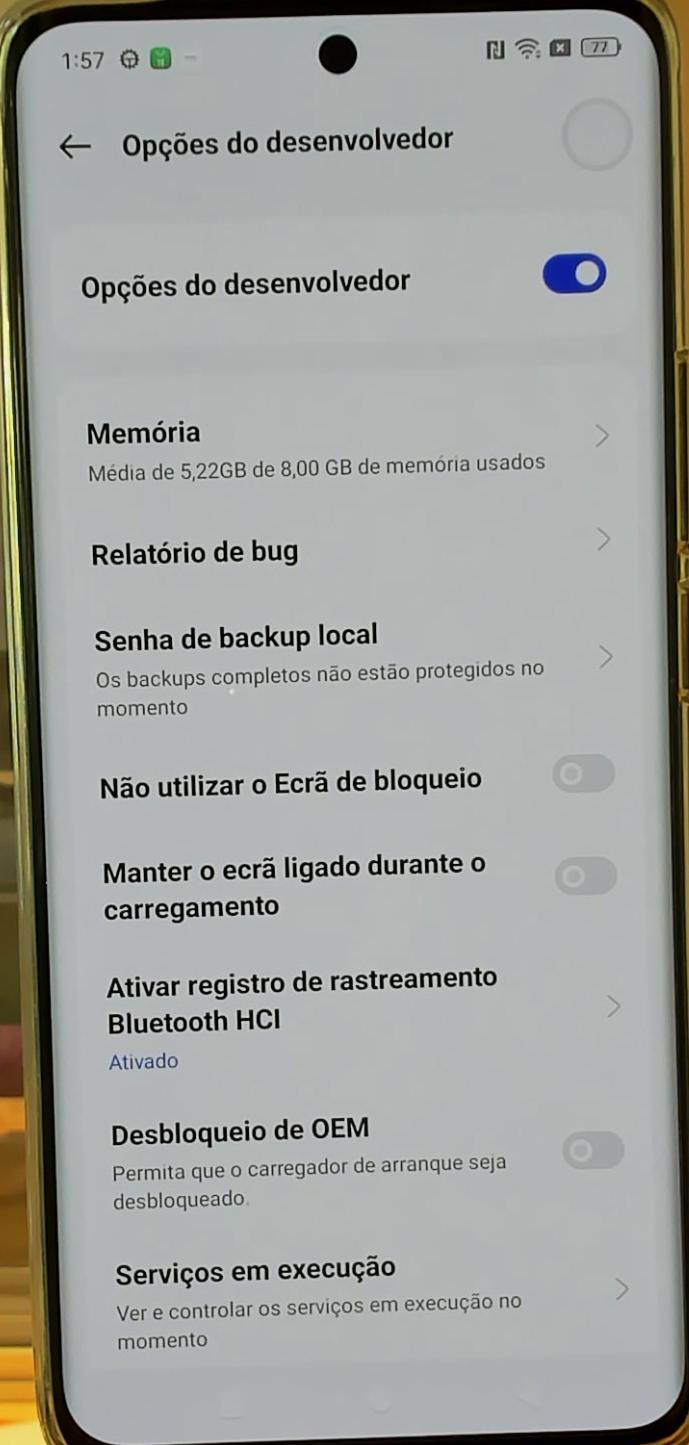 1:57 77
Opções do desenvolvedor
Opções do desenvolvedor
Memória
Média de 5,22GB de 8,00 GB de memória usados
Relatório de bug
Senha de backup local
Os backups completos não estão protegidos no
momento
Não utilizar o Ecrã de bloqueio
Manter o ecrã ligado durante o
carregamento
Ativar registro de rastreamento
Bluetooth HCI
Ativado
Desbloqueio de OEM
Permita que o carregador de arranque seja
desbloqueado.
Serviços em execução
Ver e controlar os serviços em execução no
momento